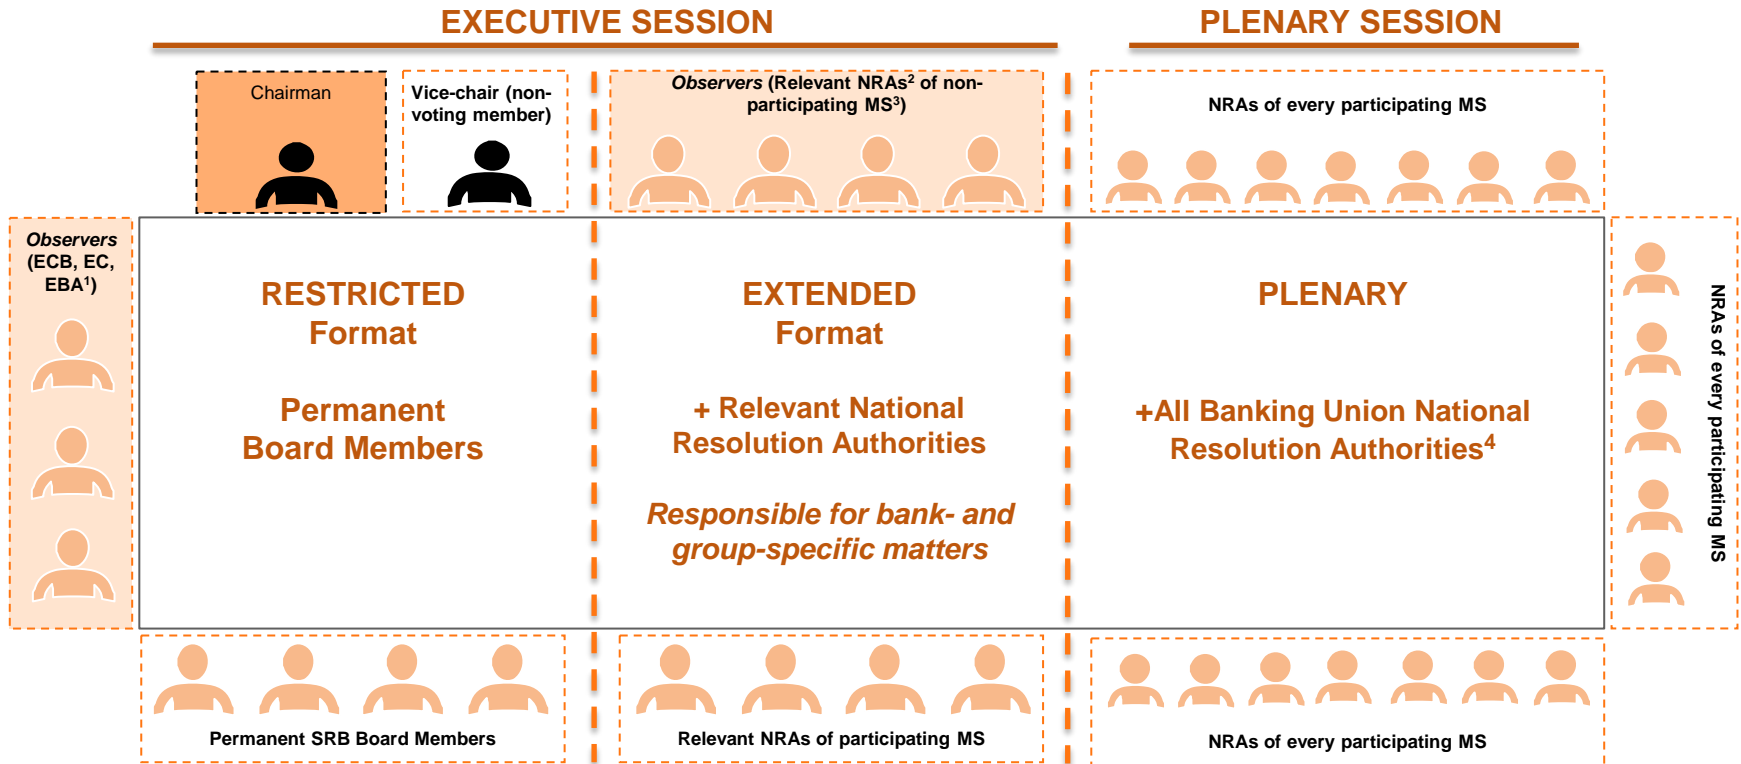 EXECUTIVE SESSION
PLENARY SESSION
Chairman
Vice-chair (non-
voting member)
Observers (Relevant NRAs² of non-
participating MS³)
NRAs of every participating MS
Observers
(ECB, EC,
EBA¹)
RESTRICTED
Format
Permanent
Board Members
EXTENDED
Format
+ Relevant National
Resolution Authorities
Responsible for bank- and
group-specific matters
PLENARY
+All Banking Union National
Resolution Authorities⁴
NRAs of every participating MS
Permanent SRB Board Members
Relevant NRAs of participating MS
NRAs of every participating MS